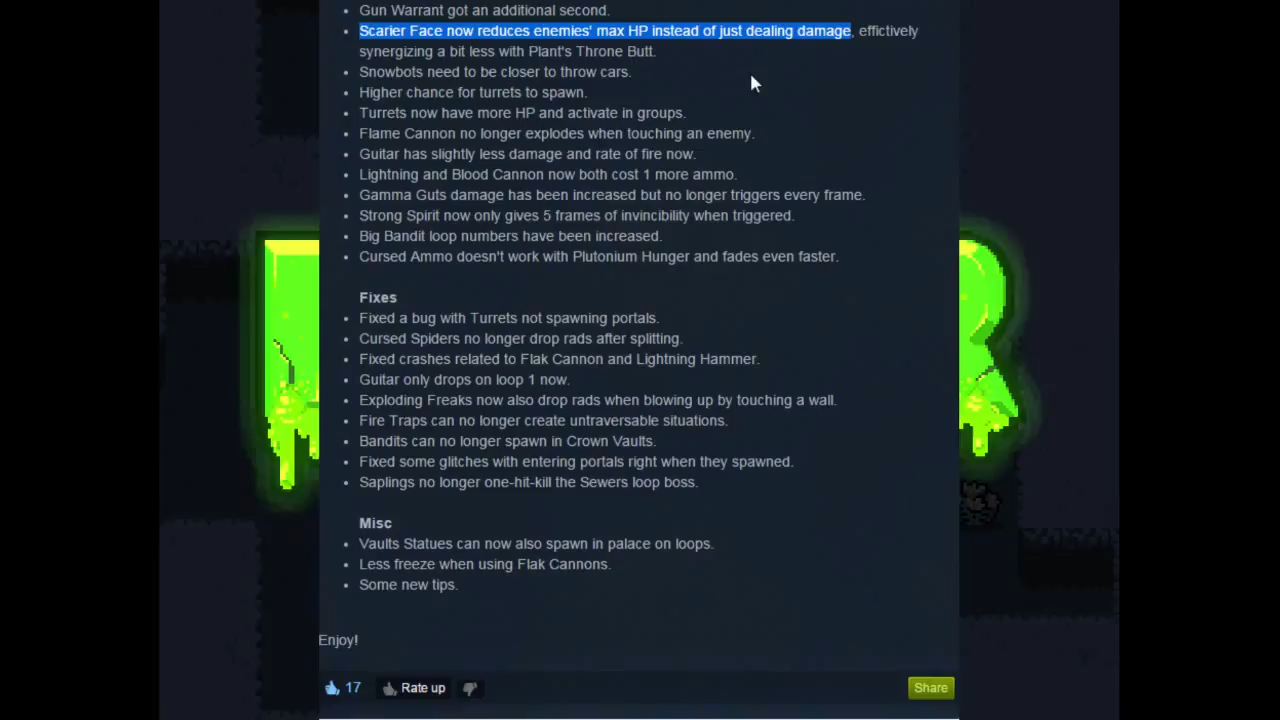 Gun Warrant got an additional second.
Scarier Face now reduces enemies' max HP instead of just dealing damage, effictively
synergizing a bit less with Plant's Throne Butt.
Snowbots need to be closer to throw cars.
Higher chance for turrets to spawn.
Turrets now have more HP and activate in groups.
Flame Cannon no longer explodes when touching an enemy.
Guitar has slightly less damage and rate of fire now.
Lightning and Blood Cannon now both cost 1 more ammo.
Gamma Guts damage has been increased but no longer triggers every frame.
Strong Spirit now only gives 5 frames of invincibility when triggered.
Big Bandit loop numbers have been increased.
Cursed Ammo doesn't work with Plutonium Hunger and fades even faster.
Fixes
Fixed a bug with Turrets not spawning portals.
Cursed Spiders no longer drop rads after splitting.
Fixed crashes related to Flak Cannon and Lightning Hammer.
Guitar only drops on loop 1 now.
Exploding Freaks now also drop rads when blowing up by touching a wall.
Fire Traps can no longer create untraversable situations.
Bandits can no longer spawn in Crown Vaults.
Fixed some glitches with entering portals right when they spawned.
Saplings no longer one-hit-kill the Sewers loop boss.
Misc
Vaults Statues can now also spawn in palace on loops.
Less freeze when using Flak Cannons.
Some new tips.
Enjoy!
17 Rate up Share